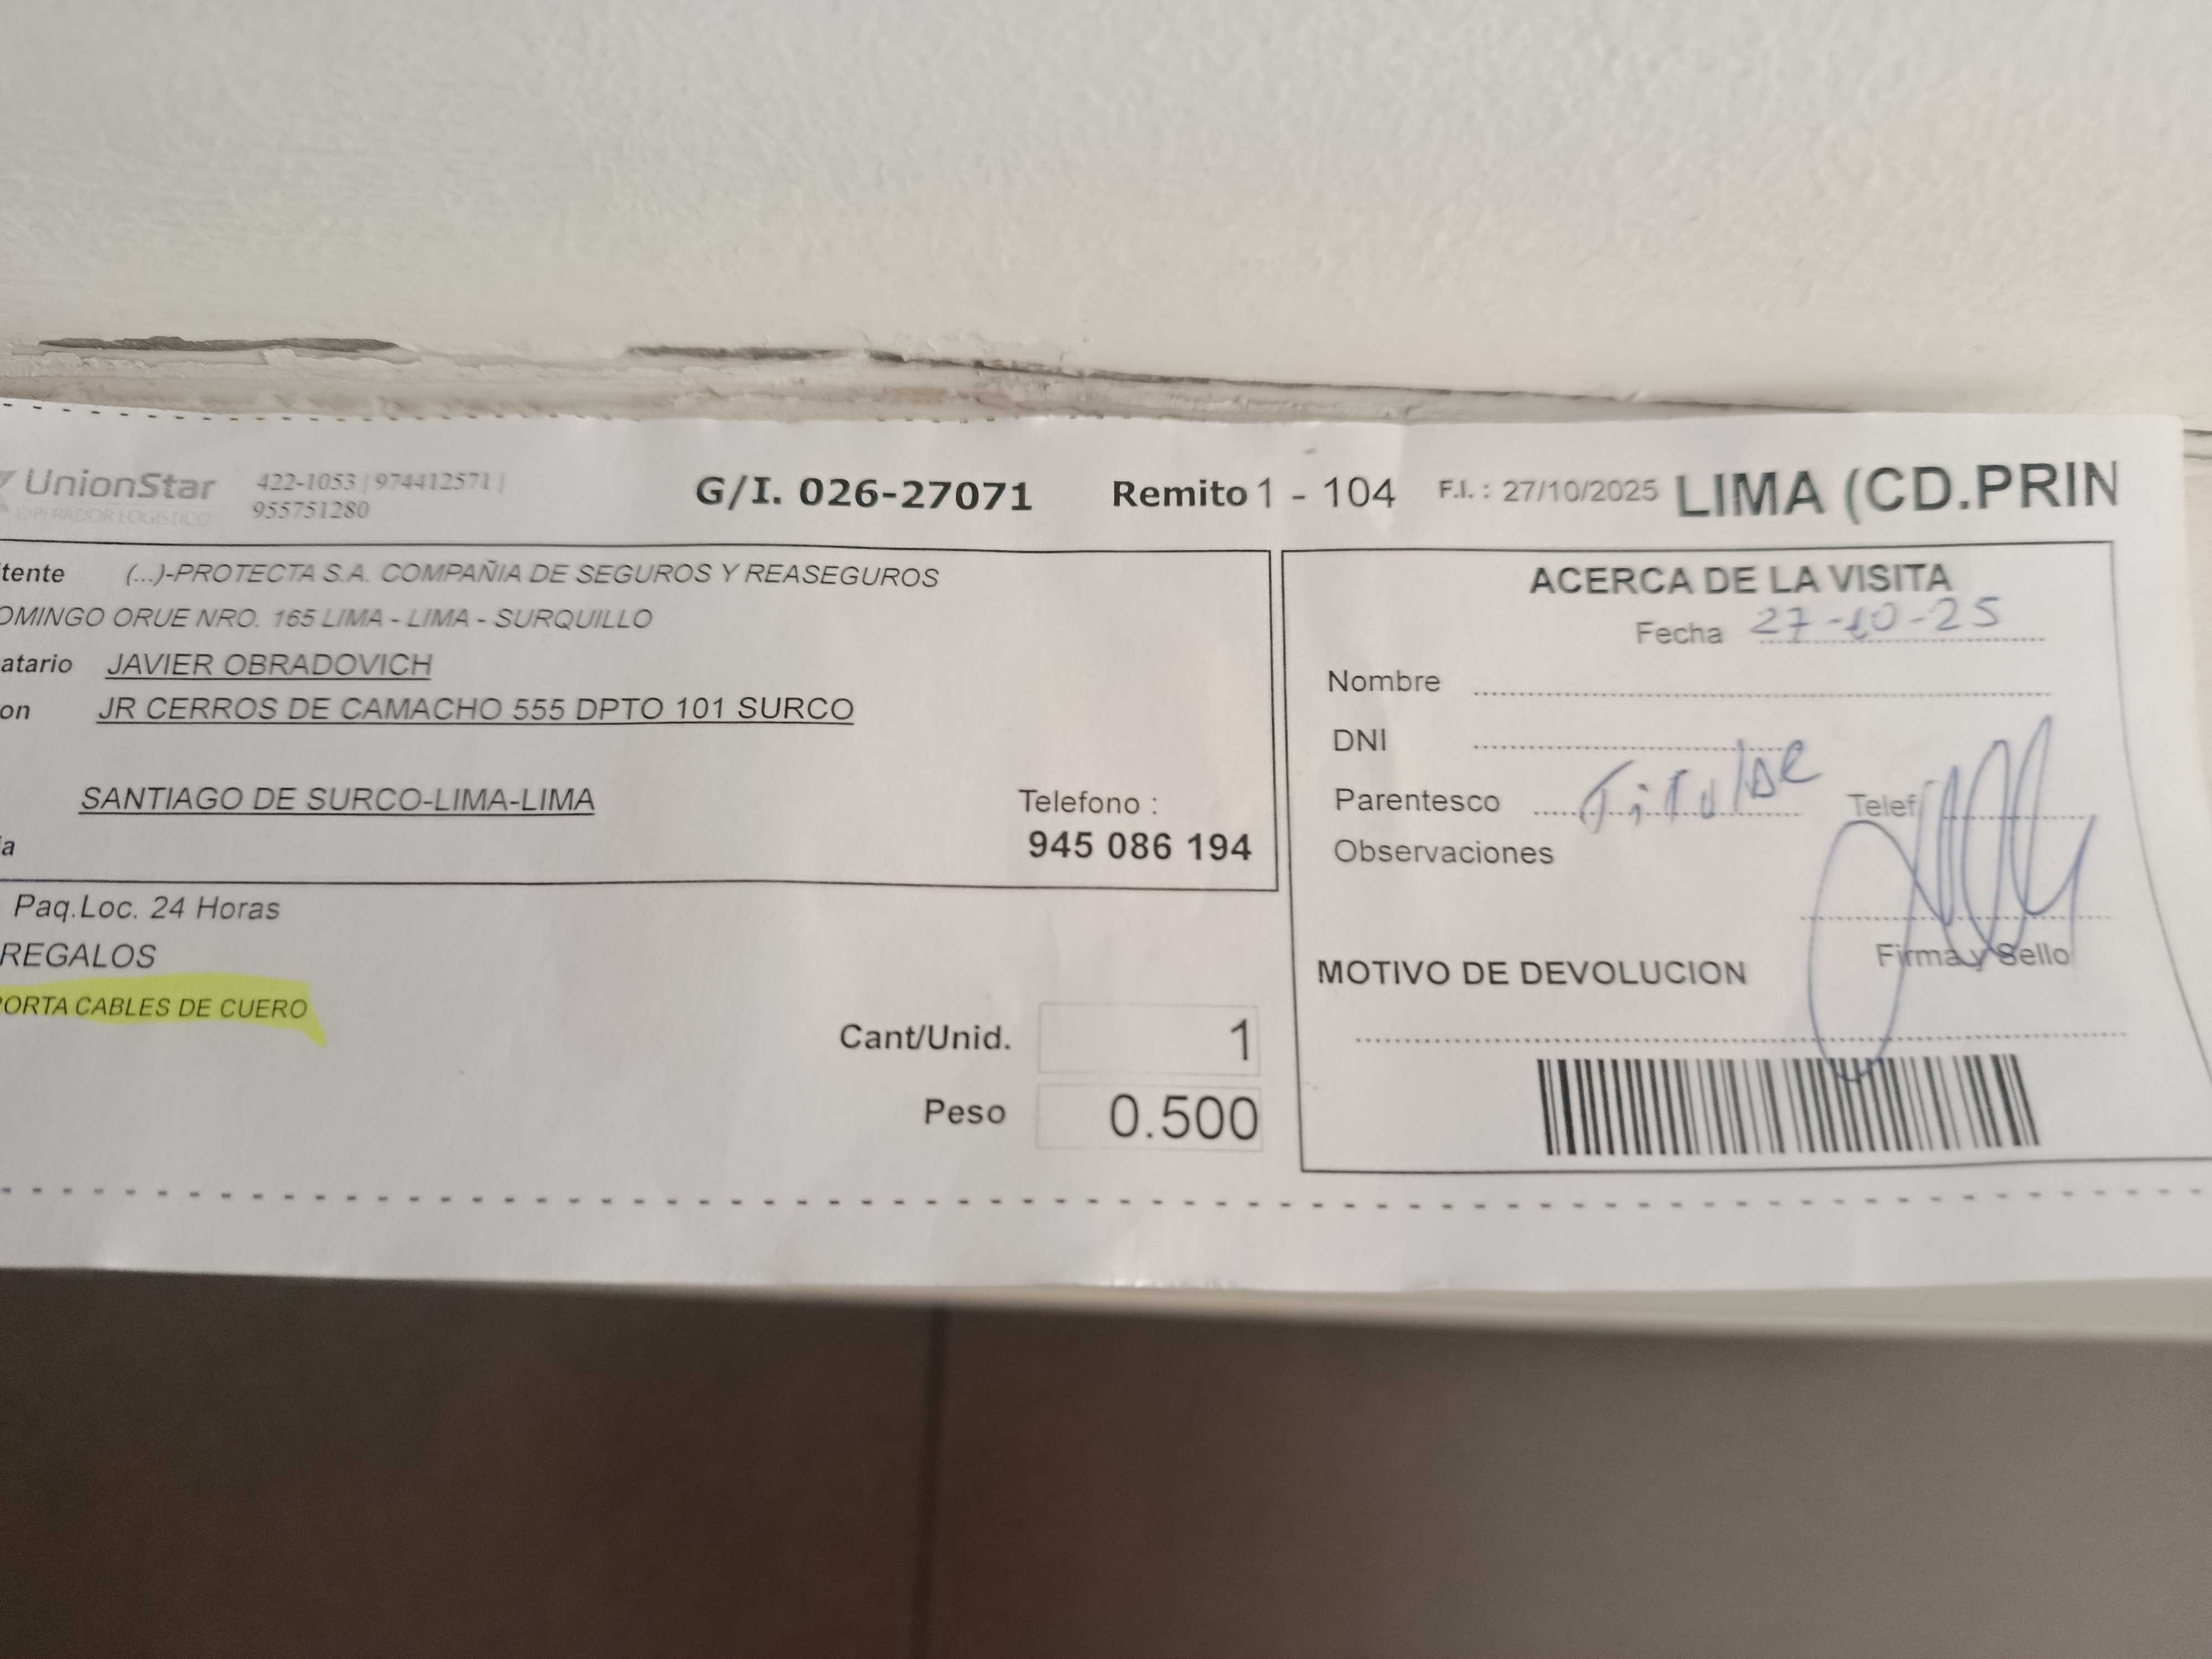 UnionStar
OPERADOR LOGISTICO
422-1053 | 974412571 |
955751280
G/I. 026-27071
Remito 1 - 104
F.I. : 27/10/2025
LIMA (CD.PRIN
tente (...)-PROTECTA S.A. COMPAÑIA DE SEGUROS Y REASEGUROS
OMINGO ORUE NRO. 165 LIMA - LIMA - SURQUILLO
atario JAVIER OBRADOVICH
on JR CERROS DE CAMACHO 555 DPTO 101 SURCO
SANTIAGO DE SURCO-LIMA-LIMA
Telefono :
945 086 194
a
Paq.Loc. 24 Horas
REGALOS
PORTA CABLES DE CUERO
Cant/Unid. 1
Peso 0.500
ACERCA DE LA VISITA
Fecha 27-10-25
Nombre
DNI
Parentesco Titular Telef
Observaciones
Firma y Sello
MOTIVO DE DEVOLUCION